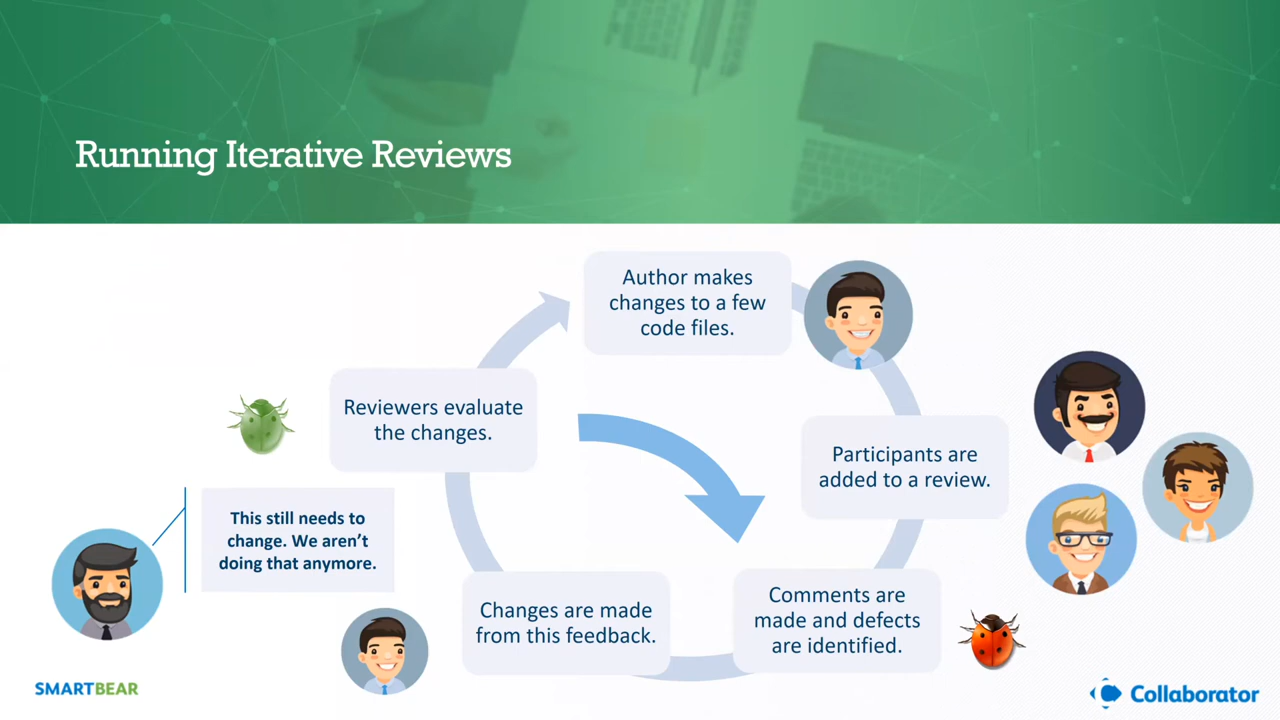 Running Iterative Reviews
Author makes
changes to a few
code files.
Participants are
added to a review.
Comments are
made and defects
are identified.
Changes are made
from this feedback.
Reviewers evaluate
the changes.
This still needs to
change. We aren't
doing that anymore.
SMARTBEAR
Collaborator